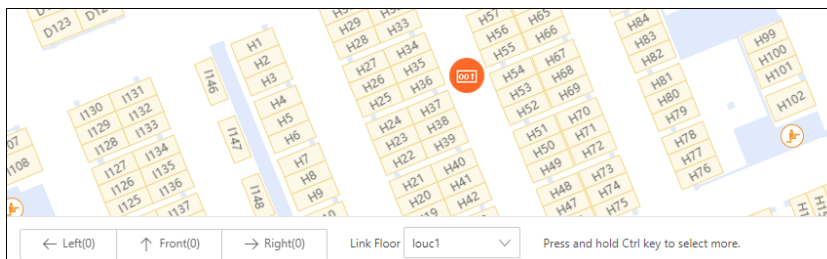 D123
H1
H2
H3
H4
H5
H6
H7
H8
H9
I146
I147
I148
I130
I131
I129
I132
I128
I133
I127
I134
I126
I135
I125
I136
I137
I108
H29
H32
H28
H33
H27
H34
H26
H35
H25
H36
H24
H37
H23
H38
H22
H39
H21
H40
H20
H41
H42
H57
H65
H56
H66
H55
H54
H67
H53
H68
H52
H69
H51
H70
H50
H71
H49
H72
H48
H73
H47
H74
H75
H84
H83
H82
H81
H80
H79
H78
H77
H76
H99
H100
H101
H102
← Left(0)
↑ Front(0)
→ Right(0)
Link Floor
louc1
Press and hold Ctrl key to select more.